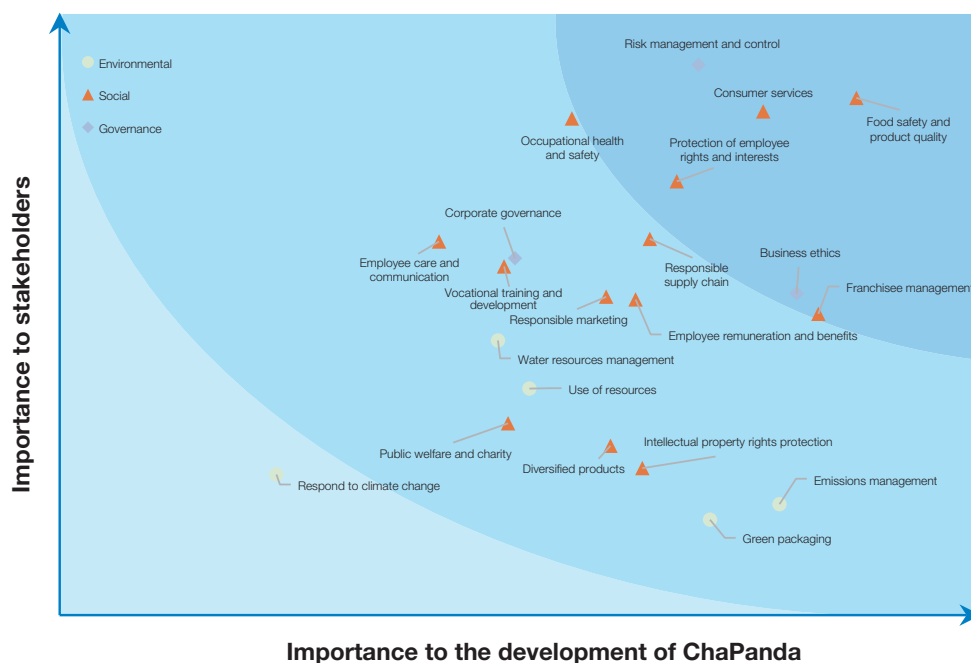 Risk management and control
Environmental
Consumer services
Social
Food safety and
product quality
Governance
Occupational health
and safety
Protection of employee
rights and interests
Importance to stakeholders
Corporate governance
Employee care and
communication
Responsible
supply chain
Business ethics
Franchisee management
Vocational training and
development
Responsible marketing
Employee remuneration and benefits
Water resources management
Use of resources
Public welfare and charity
Intellectual property rights protection
Diversified products
Respond to climate change
Emissions management
Green packaging
Importance to the development of ChaPanda